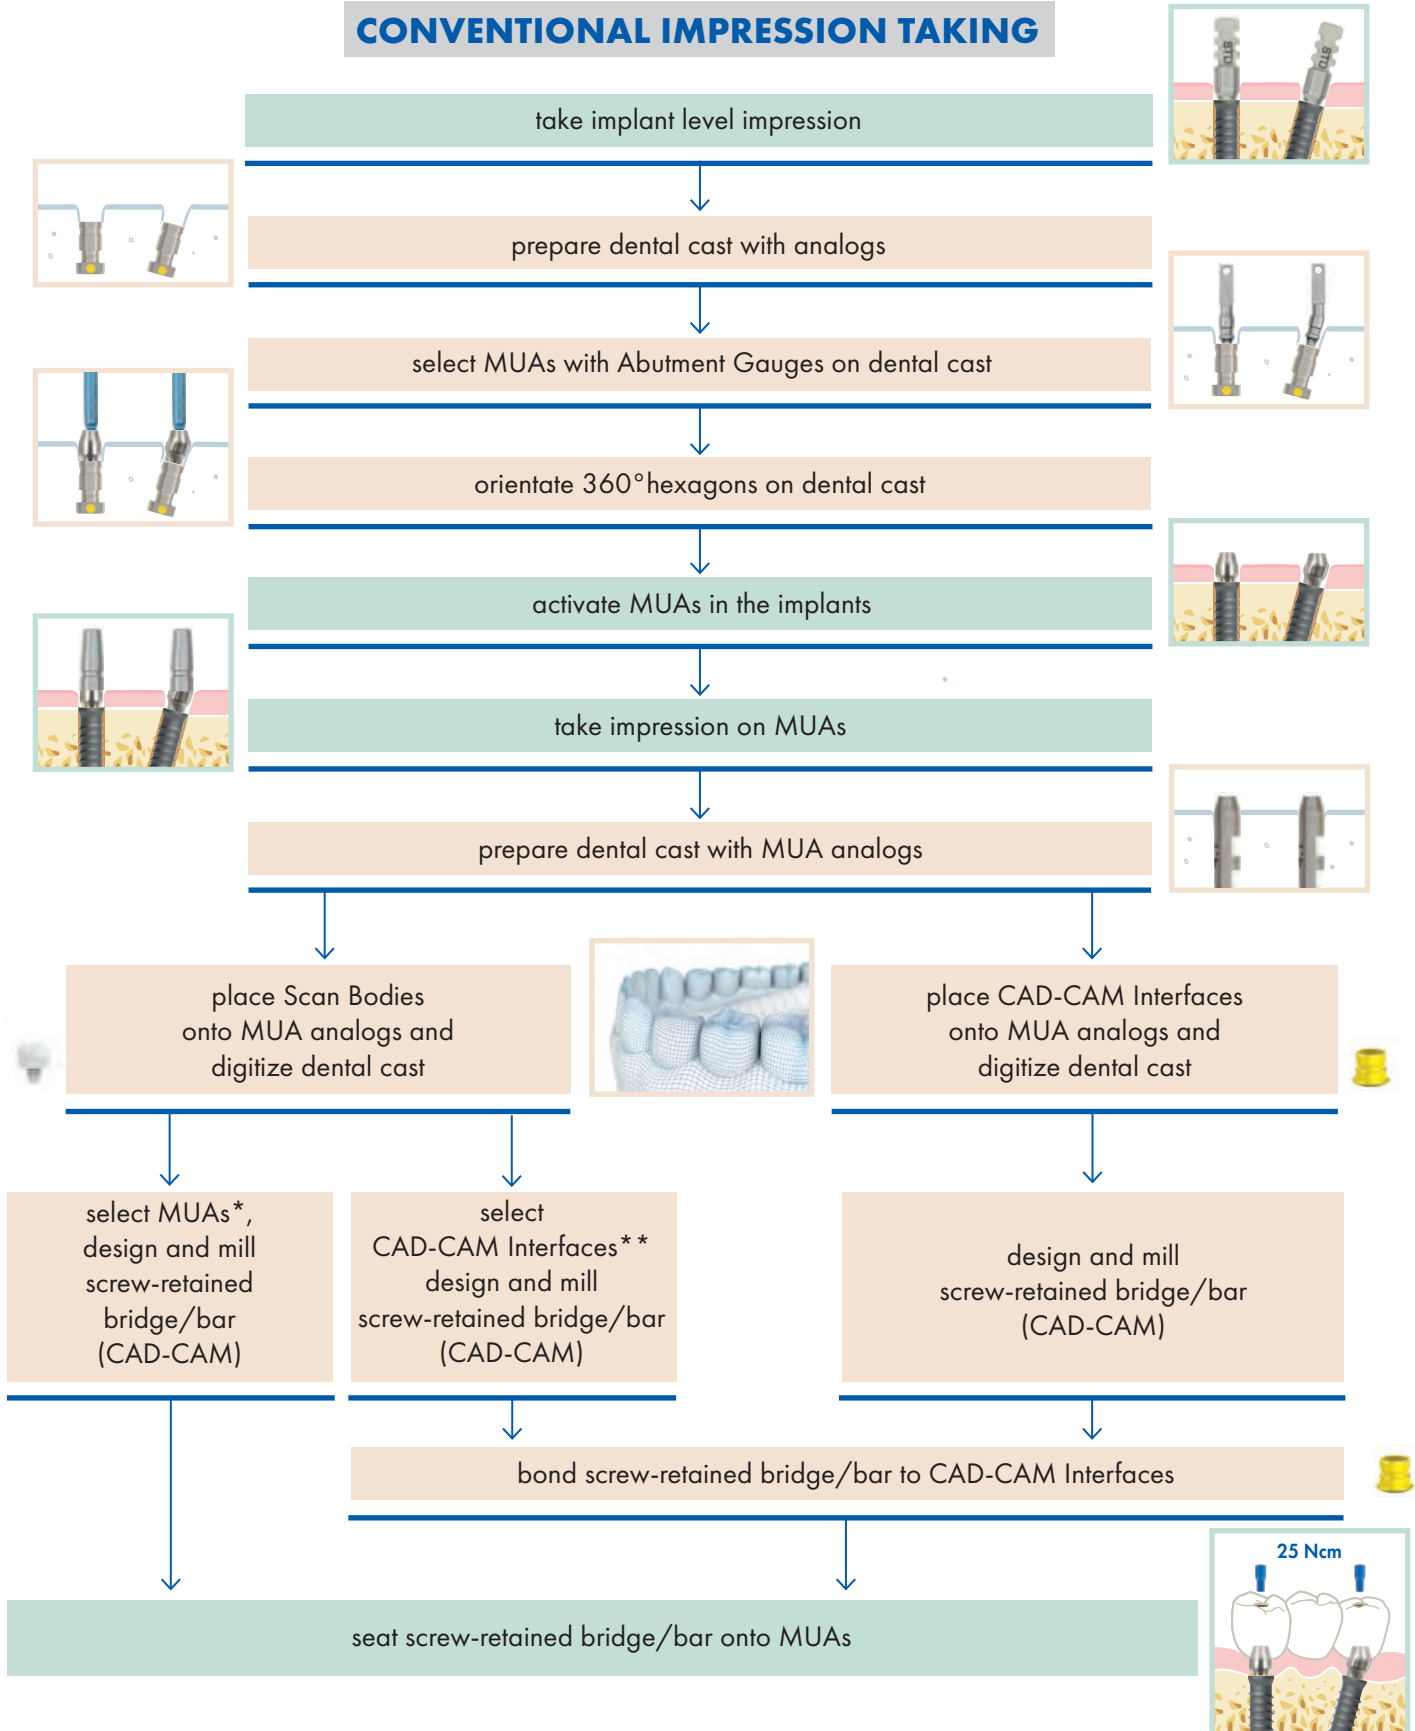 CONVENTIONAL IMPRESSION TAKING
STD
STD
take implant level impression
prepare dental cast with analogs
select MUAs with Abutment Gauges on dental cast
orientate 360°hexagons on dental cast
activate MUAs in the implants
take impression on MUAs
prepare dental cast with MUA analogs
place Scan Bodies
onto MUA analogs and
digitize dental cast
place CAD-CAM Interfaces
onto MUA analogs and
digitize dental cast
select MUAs*,
design and mill
screw-retained
bridge/bar
(CAD-CAM)
select
CAD-CAM Interfaces**
design and mill
screw-retained bridge/bar
(CAD-CAM)
design and mill
screw-retained bridge/bar
(CAD-CAM)
bond screw-retained bridge/bar to CAD-CAM Interfaces
25 Ncm
seat screw-retained bridge/bar onto MUAs